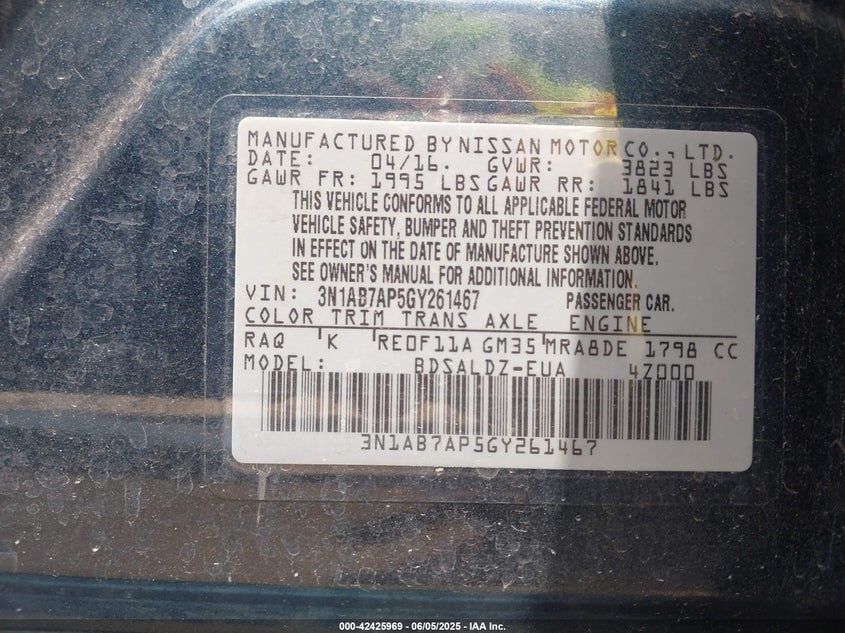 MANUFACTURED BY NISSAN MOTOR CO., LTD.
DATE: 04/16. GVWR: 3823 LBS
GAWR FR: 1995 LBS GAWR RR: 1841 LBS
THIS VEHICLE CONFORMS TO ALL APPLICABLE FEDERAL MOTOR
VEHICLE SAFETY, BUMPER AND THEFT PREVENTION STANDARDS
IN EFFECT ON THE DATE OF MANUFACTURE SHOWN ABOVE.
SEE OWNER'S MANUAL FOR ADDITIONAL INFORMATION.
VIN: 3N1AB7AP5GY261467 PASSENGER CAR.
COLOR TRIM TRANS AXLE ENGINE
RAQ 'K 'RE0F11A GM35 'MRA8DE 1798 CC
MODEL: BDSALDZ-EUA 4Z000
3N1AB7AP5GY261467
000-42425969 - 06/05/2025 - IAA Inc.